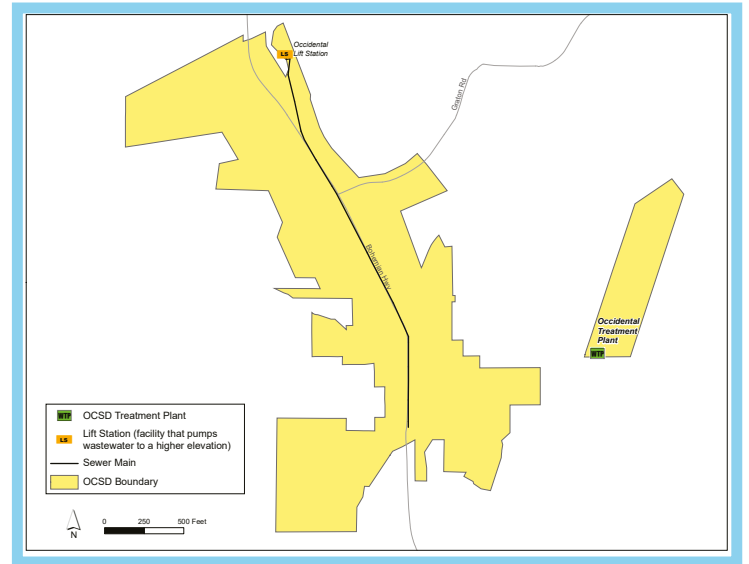 LS
Occidental
Lift Station
Graton Rd
Bohemian Hwy
Occidental
Treatment
Plant
WTP
WTP OCSD Treatment Plant
LS Lift Station (facility that pumps
wastewater to a higher elevation)
Sewer Main
OCSD Boundary
0 250 500 Feet
N